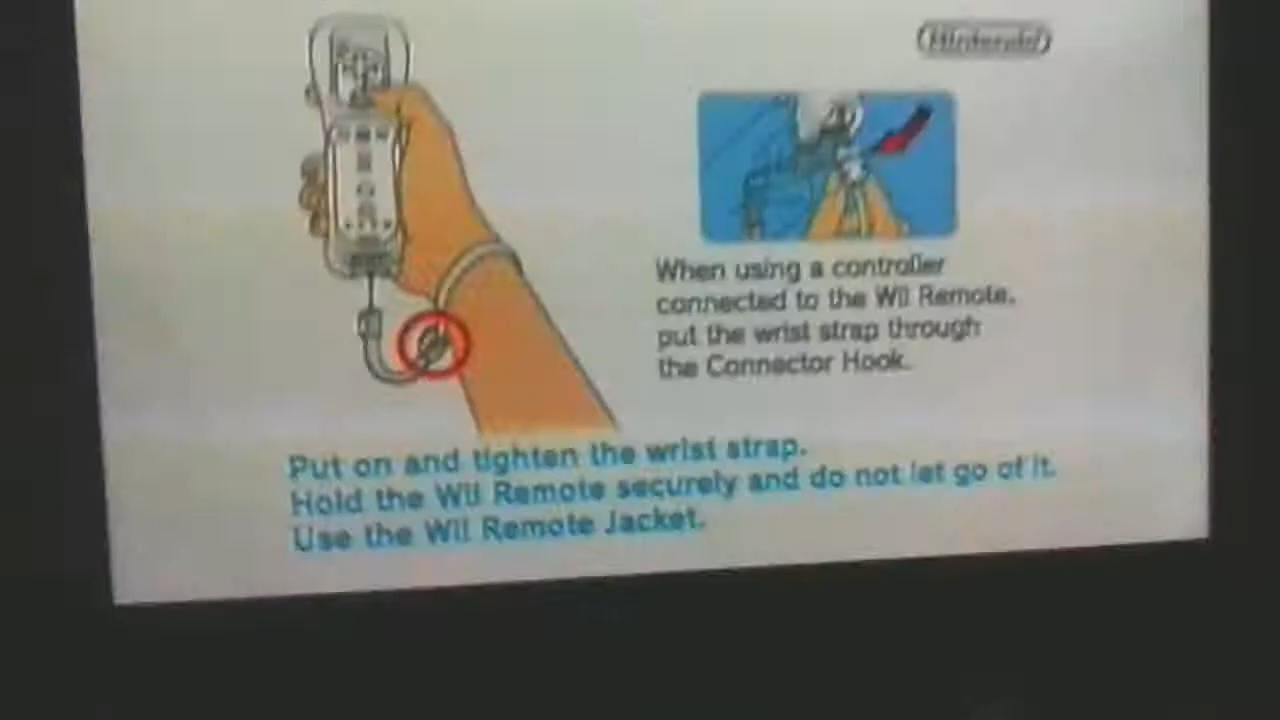 Nintendo
When using a controller
connected to the Wii Remote,
put the wrist strap through
the Connector Hook.
Put on and tighten the wrist strap.
Hold the Wii Remote securely and do not let go of it.
Use the Wii Remote Jacket.